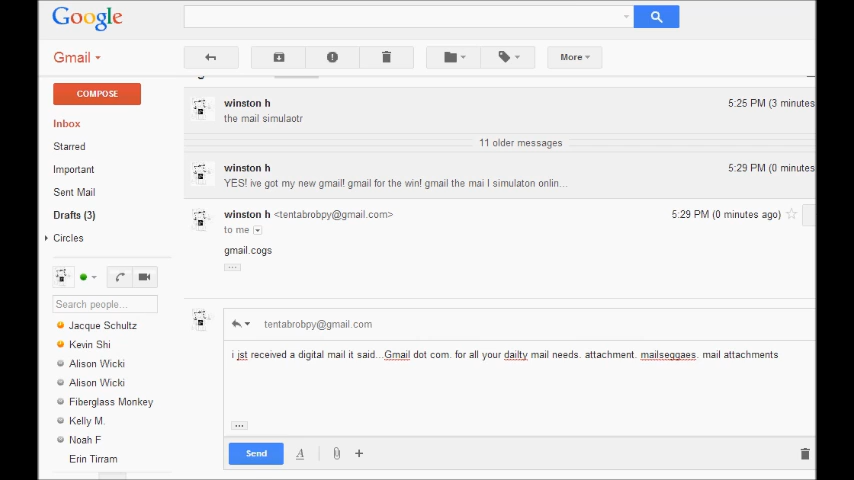 Google
Gmail
More
COMPOSE
Inbox
Starred
Important
Sent Mail
Drafts (3)
Circles
Search people...
Jacque Schultz
Kevin Shi
Alison Wicki
Alison Wicki
Fiberglass Monkey
Kelly M.
Noah F
Erin Tirram
winston h 5:25 PM (3 minutes
the mail simulaotr
11 older messages
winston h 5:29 PM (0 minutes
YES! ive got my new gmail! gmail for the win! gmail the mai l simulaton onlin...
winston h <tentabrobpy@gmail.com> 5:29 PM (0 minutes ago)
to me
gmail.cogs
tentabrobpy@gmail.com
i jst received a digital mail it said...Gmail dot com. for all your dailty mail needs. attachment. mailseggaes. mail attachments
Send A